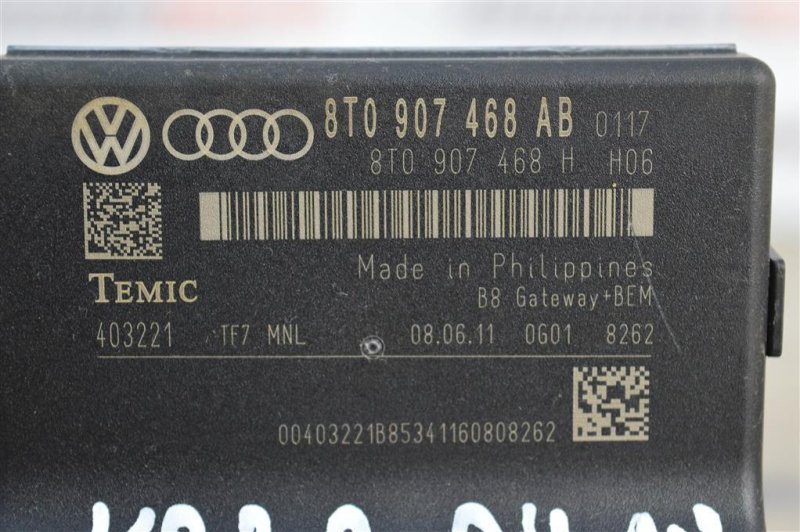 8T0 907 468 AB 0117
8T0 907 468 H H06
TEMIC
Made in Philippines
B8 Gateway+BEM
403221 TF7 MNL 08.06.11 0G01 8262
00403221B85341160808262